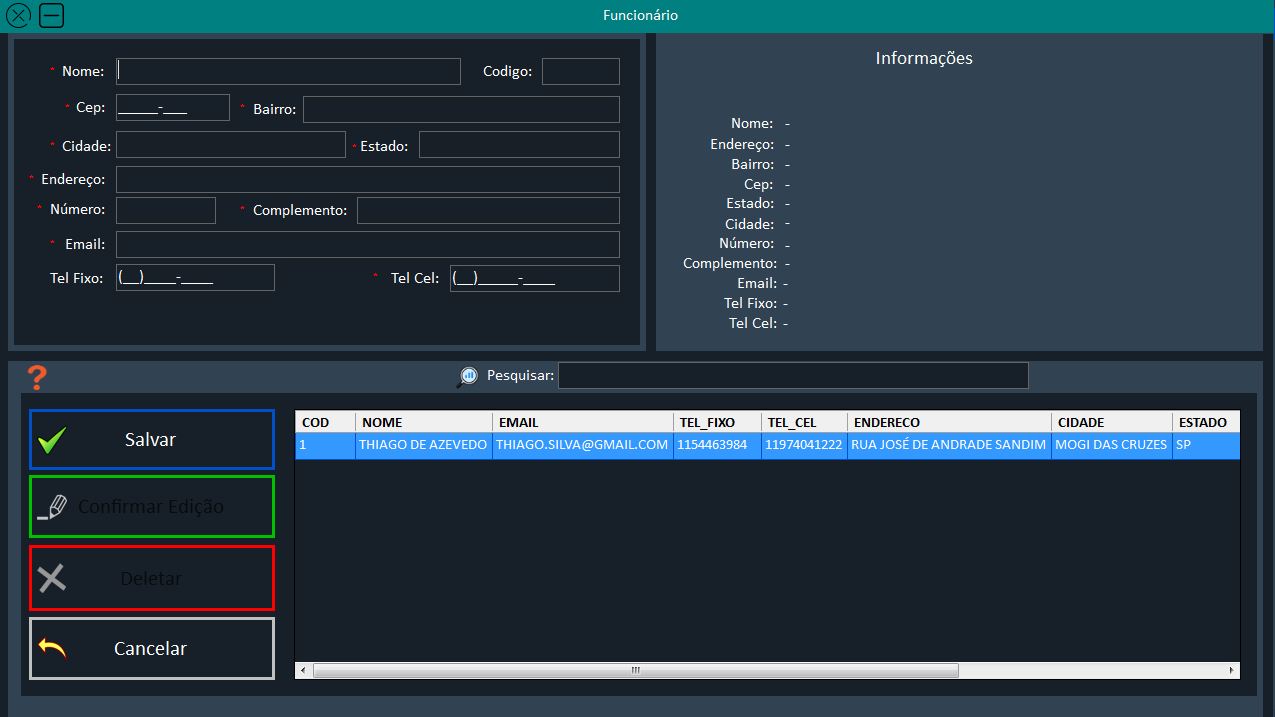 Funcionário
* Nome: Codigo:
* Cep: _____-___ * Bairro:
* Cidade: * Estado:
* Endereço:
* Número: * Complemento:
* Email:
Tel Fixo: (__)____-____ * Tel Cel: (__)_____-____
Informações
Nome: -
Endereço: -
Bairro: -
Cep: -
Estado: -
Cidade: -
Número: -
Complemento: -
Email: -
Tel Fixo: -
Tel Cel: -
? Pesquisar:
Salvar
Confirmar Edição
Deletar
Cancelar
COD NOME EMAIL TEL_FIXO TEL_CEL ENDERECO CIDADE ESTADO
1 THIAGO DE AZEVEDO THIAGO.SILVA@GMAIL.COM 1154463984 11974041222 RUA JOSÉ DE ANDRADE SANDIM MOGI DAS CRUZES SP